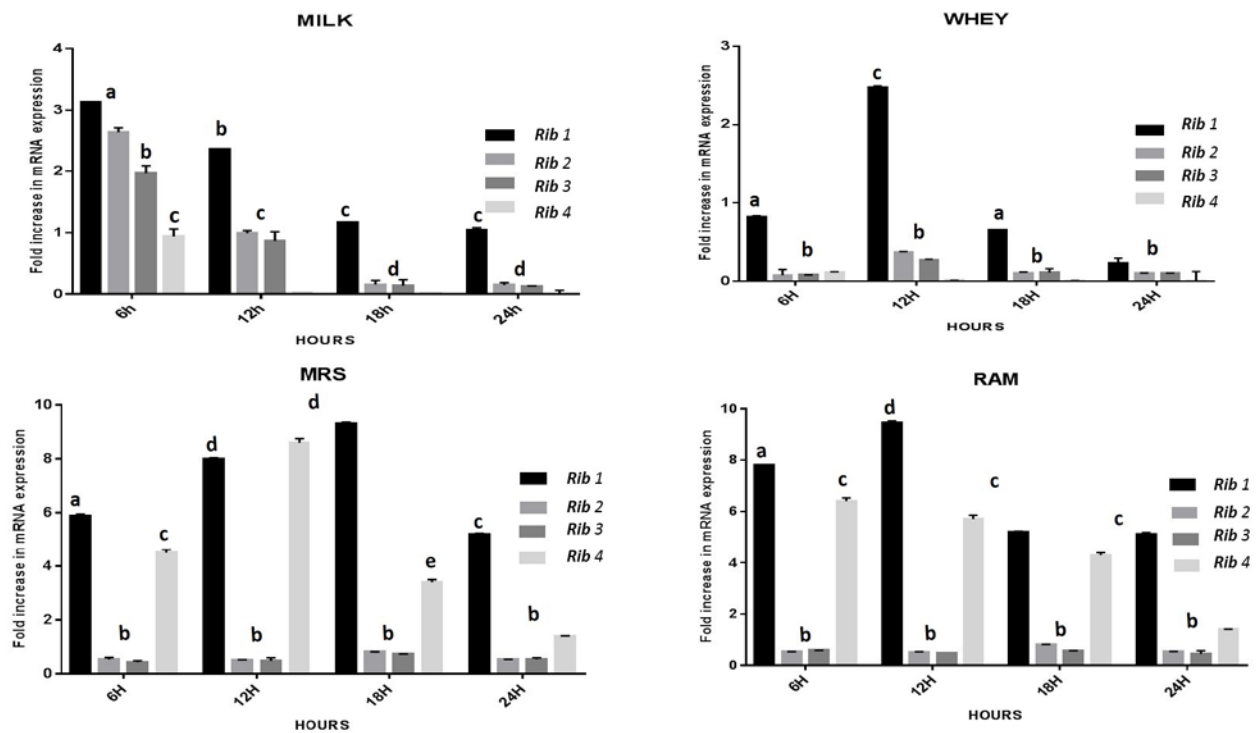 MILK
Fold increase in mRNA expression
4
3
2
1
0
a
b
c
b
c
c
d
c
d
Rib 1
Rib 2
Rib 3
Rib 4
6h
12h
18h
24h
HOURS
WHEY
Fold increase in mRNA expression
3
2
1
0
a
b
c
b
a
b
b
Rib 1
Rib 2
Rib 3
Rib 4
6H
12H
18H
24H
HOURS
MRS
Fold increase in mRNA expression
10
8
6
4
2
0
a
b
c
d
b
d
b
e
c
b
Rib 1
Rib 2
Rib 3
Rib 4
6H
12H
18H
24H
HOURS
RAM
Fold increase in mRNA expression
10
8
6
4
2
0
a
b
c
d
b
c
b
c
b
Rib 1
Rib 2
Rib 3
Rib 4
6H
12H
18H
24H
HOURS